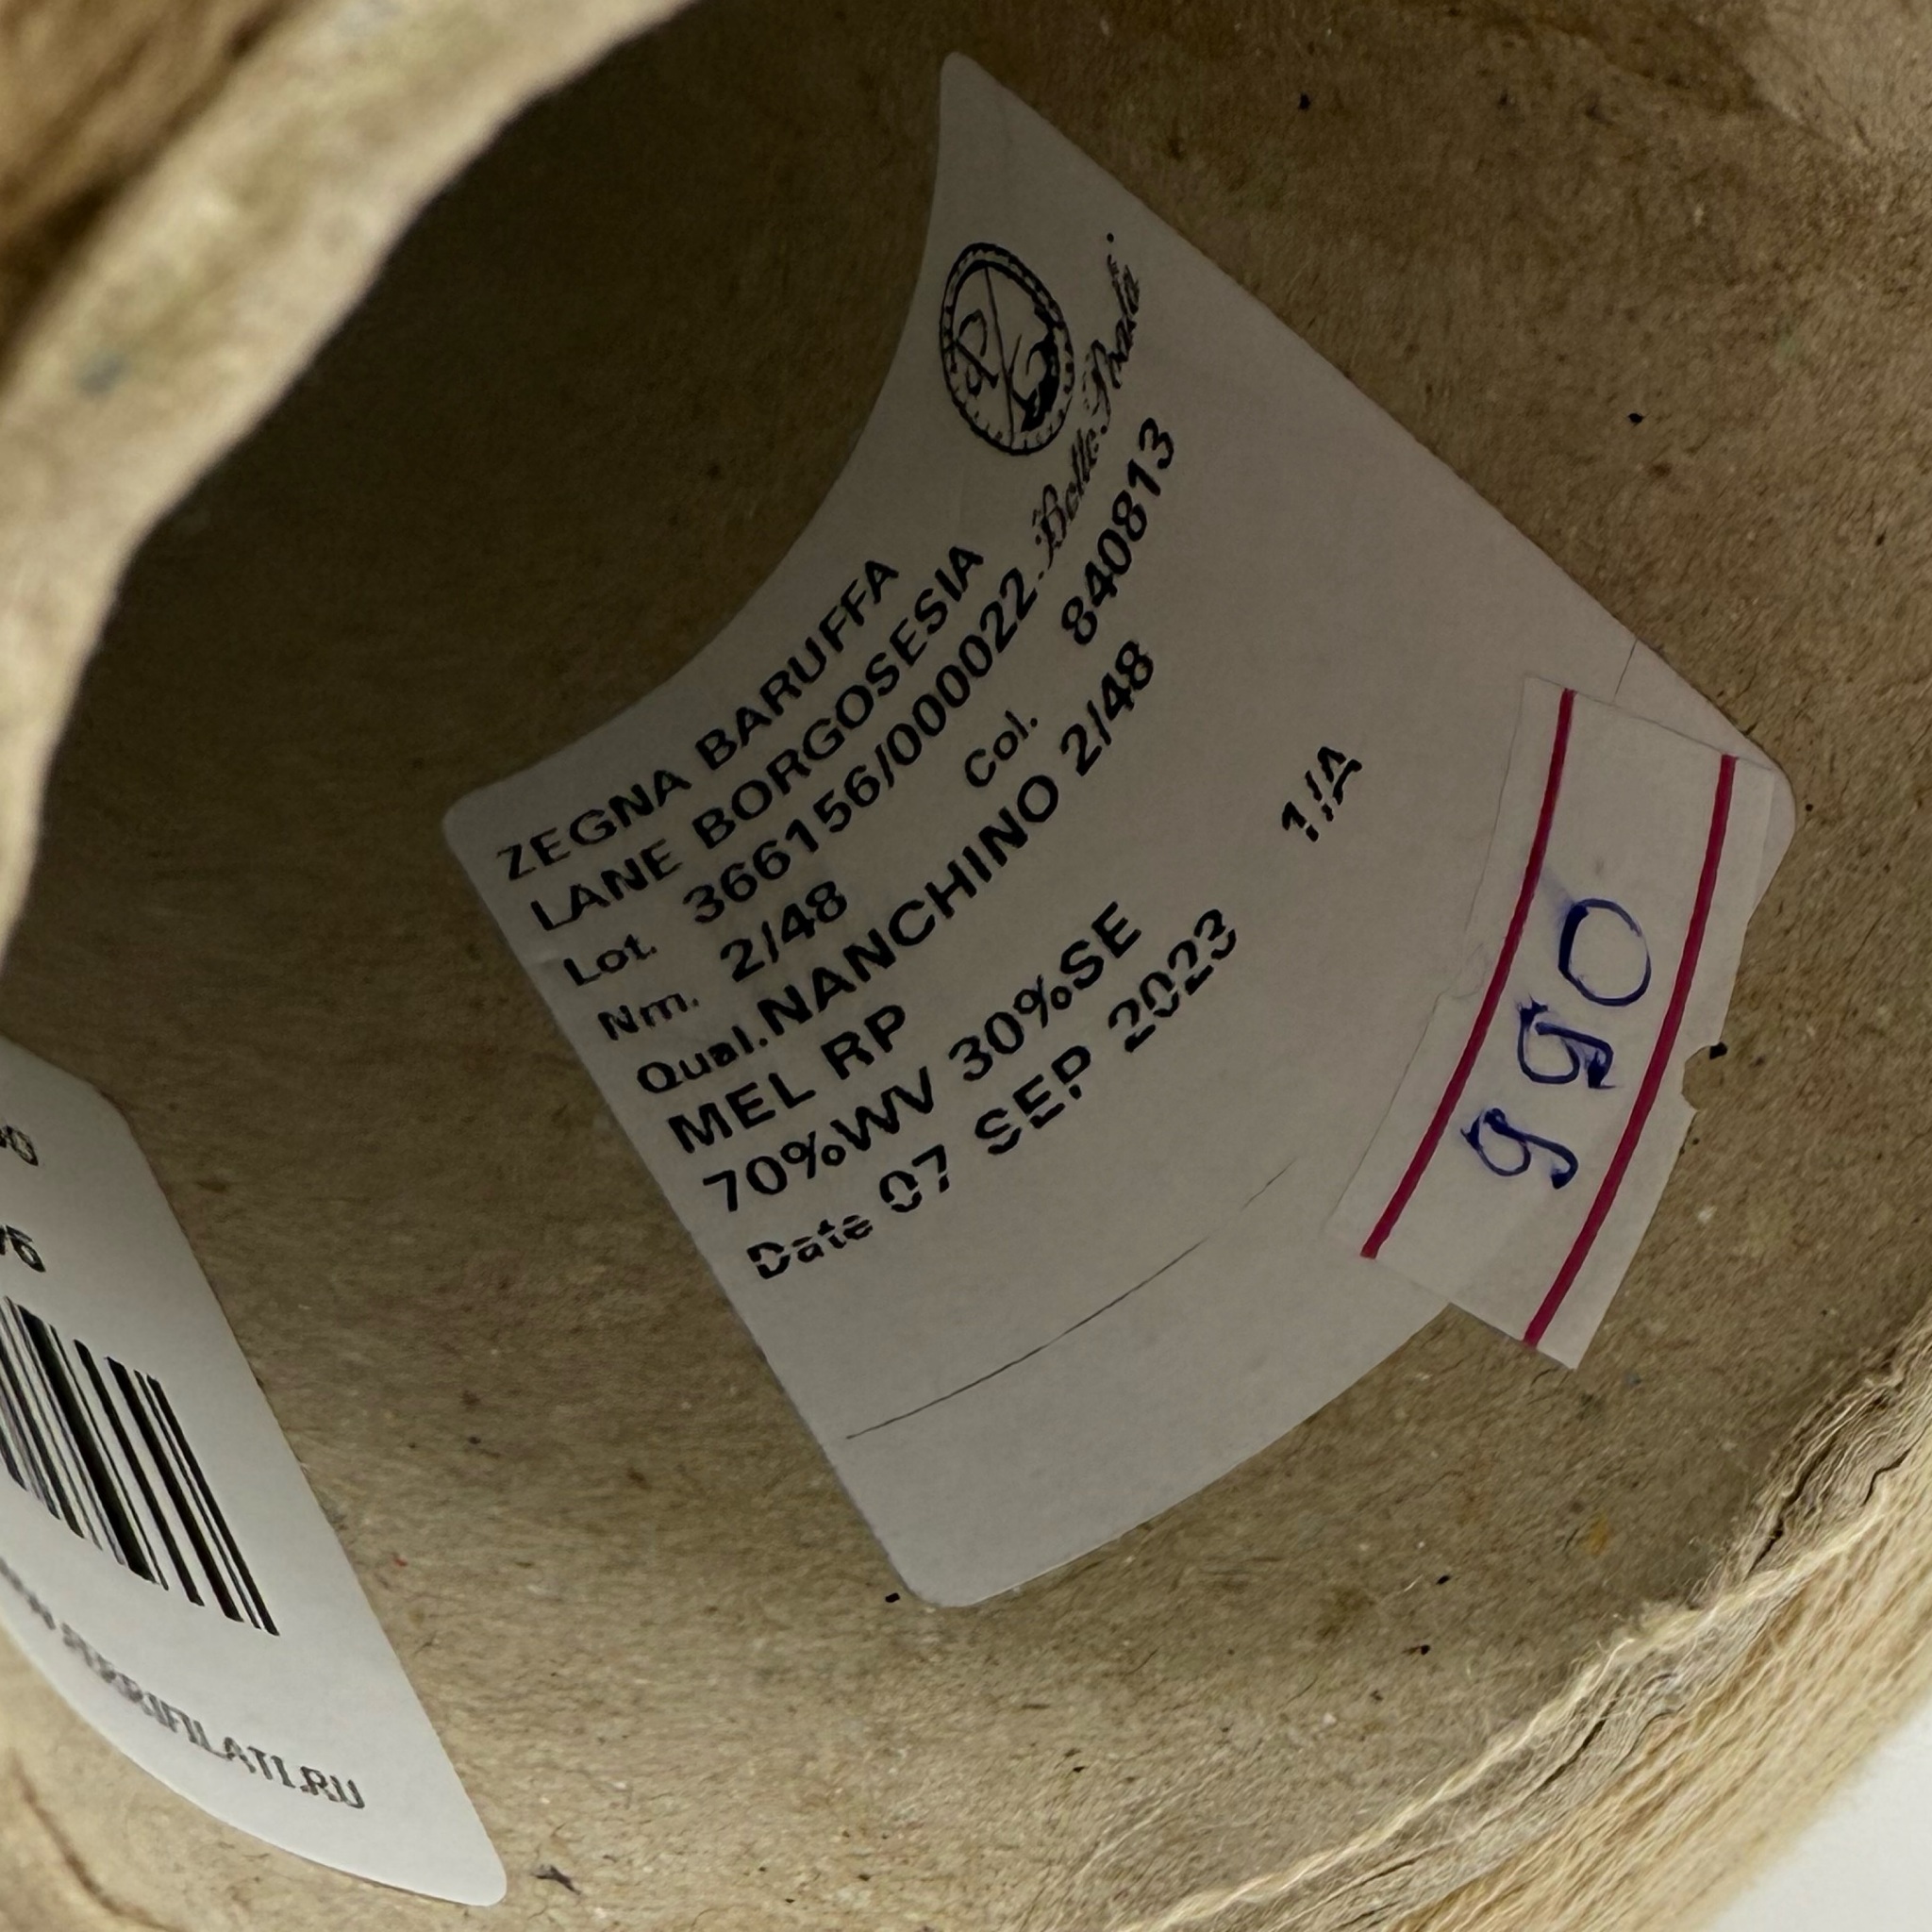 ZEGNA BARUFFA
LANE BORGOSESIA
Lot. 366156/000022
Nm. 2/48 Col. 840813
Qual.NANCHINO 2/48
MEL RP
70%WV 30%SE
Date 07 SEP 2023 1/A
990